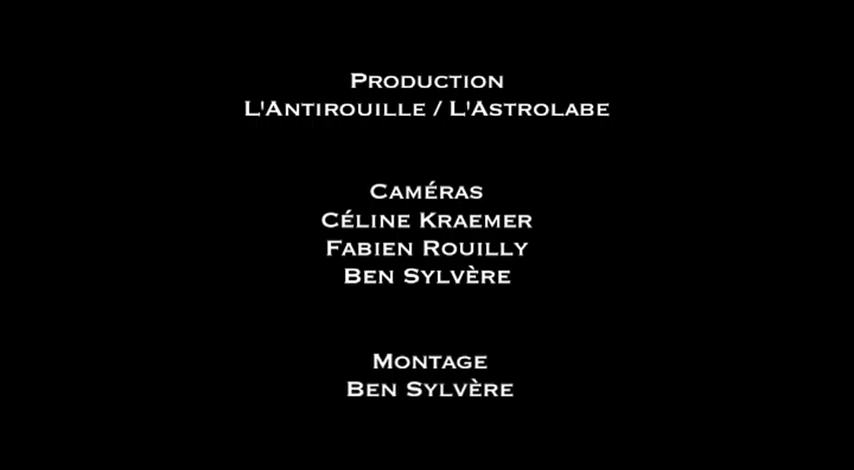 Production
L'Antirouille / L'Astrolabe
Caméras
Céline Kraemer
Fabien Rouilly
Ben Sylvère
Montage
Ben Sylvère